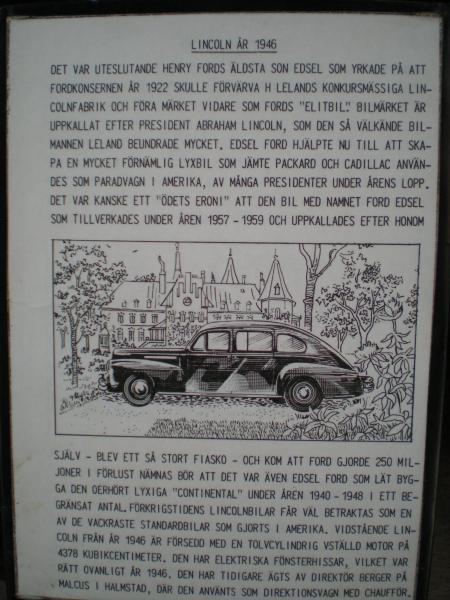 LINCOLN ÅR 1946
DET VAR UTESLUTANDE HENRY FORDS ÄLDSTA SON EDSEL SOM YRKADE PÅ ATT
FORDKONSERNEN ÅR 1922 SKULLE FÖRVÄRVA H LELANDS KONKURSMÄSSIGA LIN-
COLNFABRIK OCH FÖRA MÄRKET VIDARE SOM FORDS "ELITBIL". BILMÄRKET ÄR
UPPKALLAT EFTER PRESIDENT ABRAHAM LINCOLN, SOM DEN SÅ VÄLKÄNDE BIL-
MANNEN LELAND BEUNDRADE MYCKET. EDSEL FORD HJÄLPTE NU TILL ATT SKA-
PA EN MYCKET FÖRNÄMLIG LYXBIL SOM JÄMTE PACKARD OCH CADILLAC ANVÄN-
DES SOM PARADVAGN I AMERIKA, AV MÅNGA PRESIDENTER UNDER ÅRENS LOPP.
DET VAR KANSKE ETT "ÖDETS ERONI" ATT DEN BIL MED NAMNET FORD EDSEL
SOM TILLVERKADES UNDER ÅREN 1957 - 1959 OCH UPPKALLADES EFTER HONOM
SJÄLV - BLEV ETT SÅ STORT FIASKO - OCH KOM ATT FORD GJORDE 250 MIL-
JONER I FÖRLUST NÄMNAS BÖR ATT DET VAR ÄVEN EDSEL FORD SOM LÄT BYG-
GA DEN OERHÖRT LYXIGA "CONTINENTAL" UNDER ÅREN 1940 - 1948 I ETT BE-
GRÄNSAT ANTAL. FÖRKRIGSTIDENS LINCOLNBILAR FÅR VÄL BETRAKTAS SOM EN
AV DE VACKRASTE STANDARDBILAR SOM GJORTS I AMERIKA. VIDSTÅENDE LIN-
COLN FRÅN ÅR 1946 ÄR FÖRSEDD MED EN TOLVCYLINDRIG VSTÄLLD MOTOR PÅ
4378 KUBIKCENTIMETER. DEN HAR ELEKTRISKA FÖNSTERHISSAR, VILKET VAR
RÄTT OVANLIGT ÅR 1946. DEN HAR TIDIGARE ÄGTS AV DIREKTÖR BERGER PÅ
MALCUS I HALMSTAD, DÄR DEN ANVÄNTS SOM DIREKTIONSVAGN MED CHAUFFÖR.